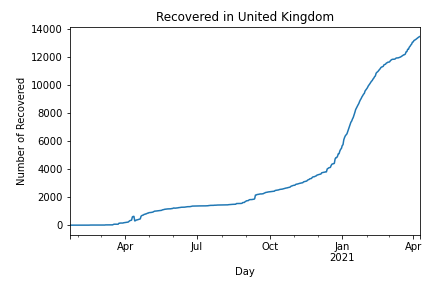 Recovered in United Kingdom
Number of Recovered
14000
12000
10000
8000
6000
4000
2000
0
Apr
Jul
Oct
Jan
2021
Apr
Day